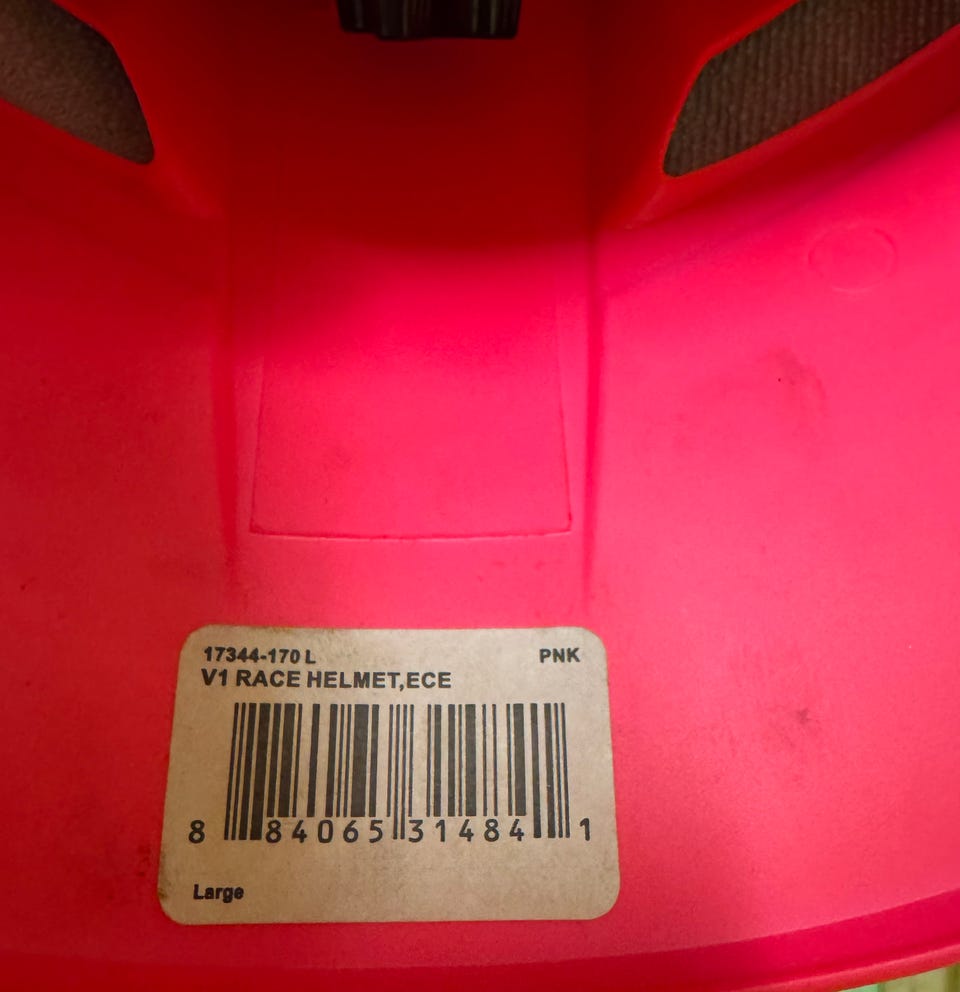 17344-170 L PNK
V1 RACE HELMET,ECE
8 84065 31484 1
Large